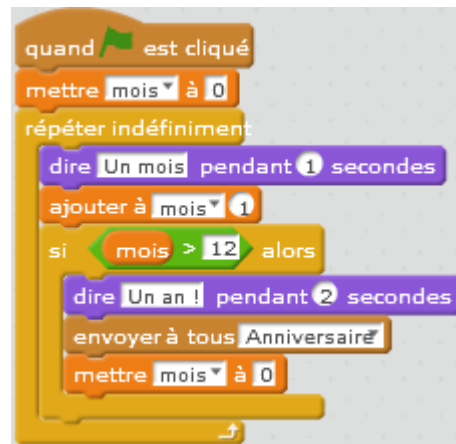 quand est cliqué
mettre mois à 0
répéter indéfiniment
dire Un mois pendant 1 secondes
ajouter à mois 1
si mois > 12 alors
dire Un an ! pendant 2 secondes
envoyer à tous Anniversaire
mettre mois à 0